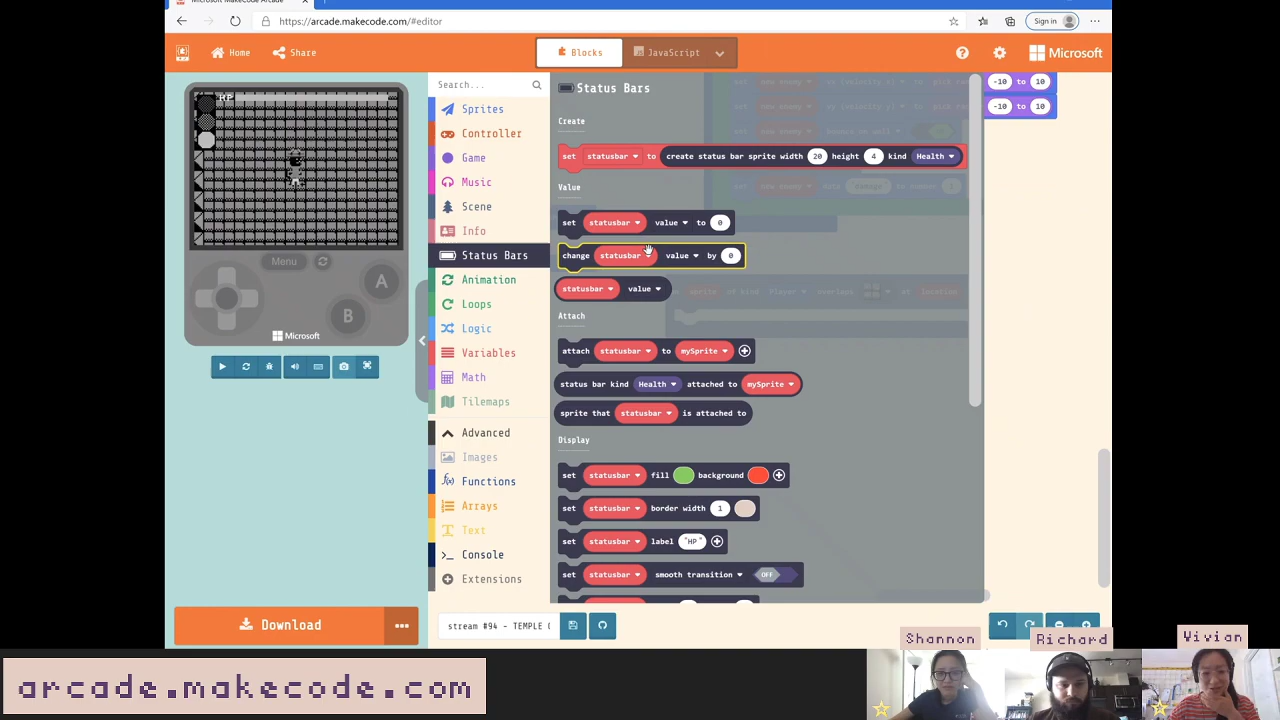 Microsoft MakeCode Arcade
https://arcade.makecode.com/#editor
Sign in
Home
Share
Blocks
JavaScript
Microsoft
HP
Menu
A
B
Microsoft
Download
Search...
Sprites
Controller
Game
Music
Scene
Info
Status Bars
Animation
Loops
Logic
Variables
Math
Tilemaps
Advanced
Images
Functions
Arrays
Text
Console
Extensions
Status Bars
Create
set statusbar to create status bar sprite width 20 height 4 kind Health
Value
set statusbar value to 0
change statusbar value by 0
statusbar value
Attach
attach statusbar to mySprite
status bar kind Health attached to mySprite
sprite that statusbar is attached to
Display
set statusbar fill background
set statusbar border width 1
set statusbar label "HP"
set statusbar smooth transition OFF
-10 to 10
-10 to 10
stream #94 - TEMPLE
Shannon
Richard
Vivian
arcade.makecode.com/